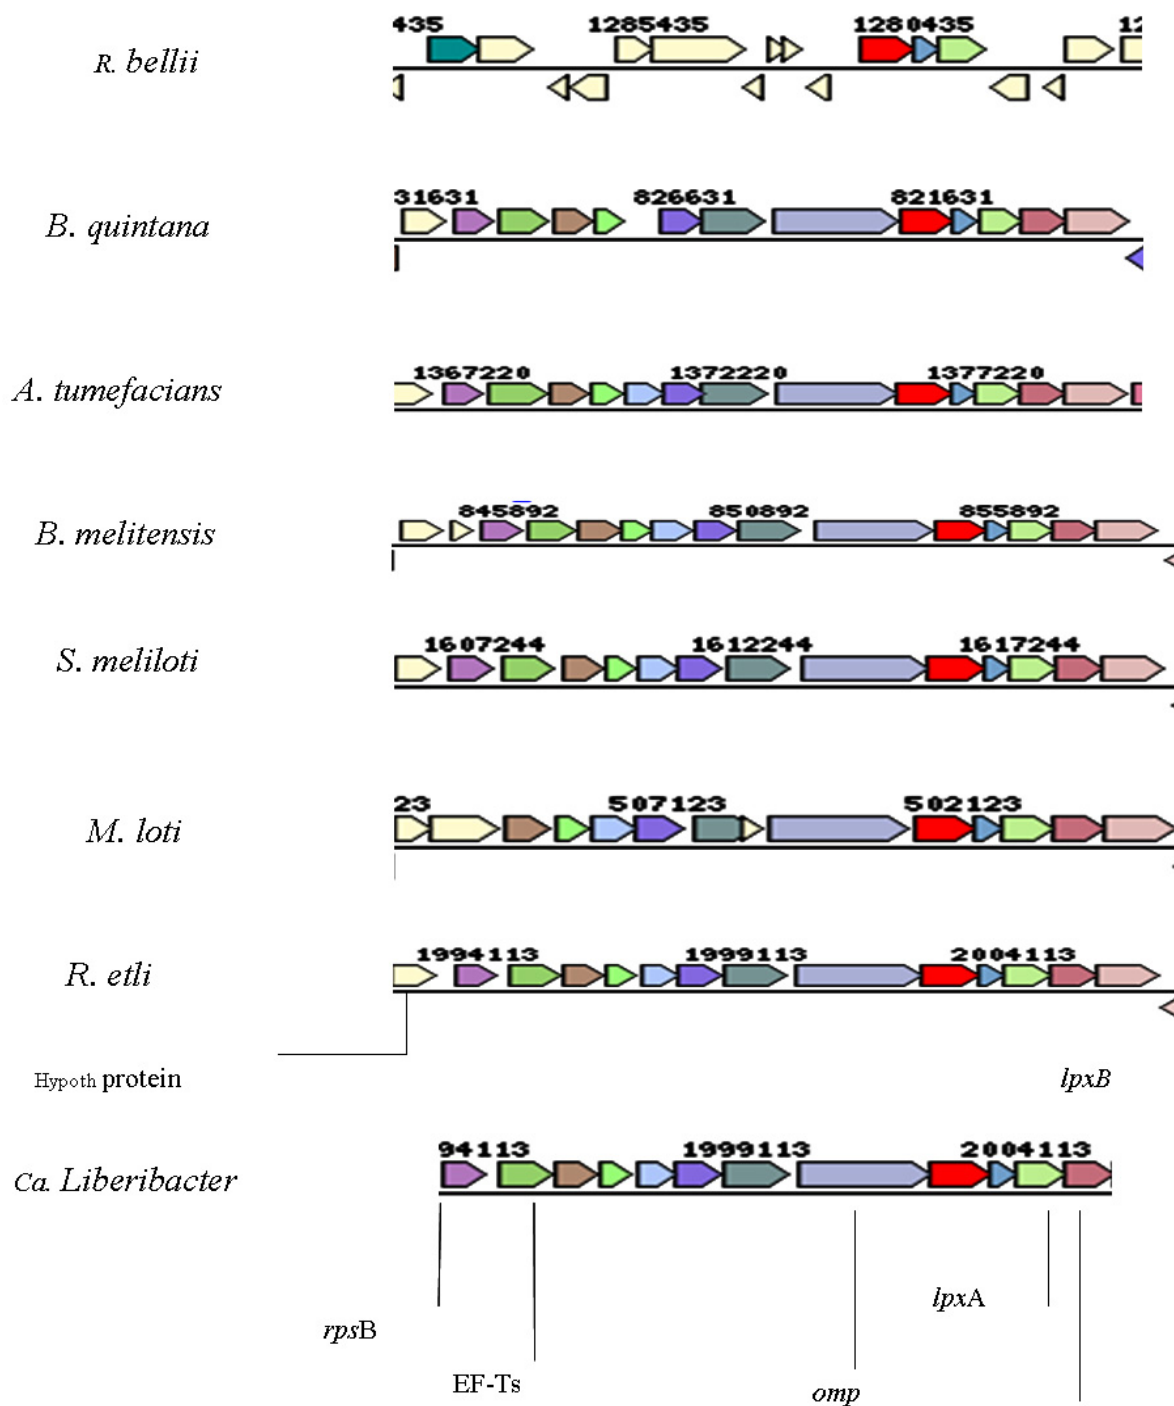 435 1285435 1280435 12
R. bellii
31631 826631 821631
B. quintana
1367220 1372220 1377220
A. tumefacians
845892 850892 855892
B. melitensis
1607244 1612244 1617244
S. meliloti
23 507123 502123
M. loti
1994113 1999113 2004113
R. etli
Hypoth protein lpxB
94113 1999113 2004113
Ca. Liberibacter
lpxA
rpsB
EF-Ts omp